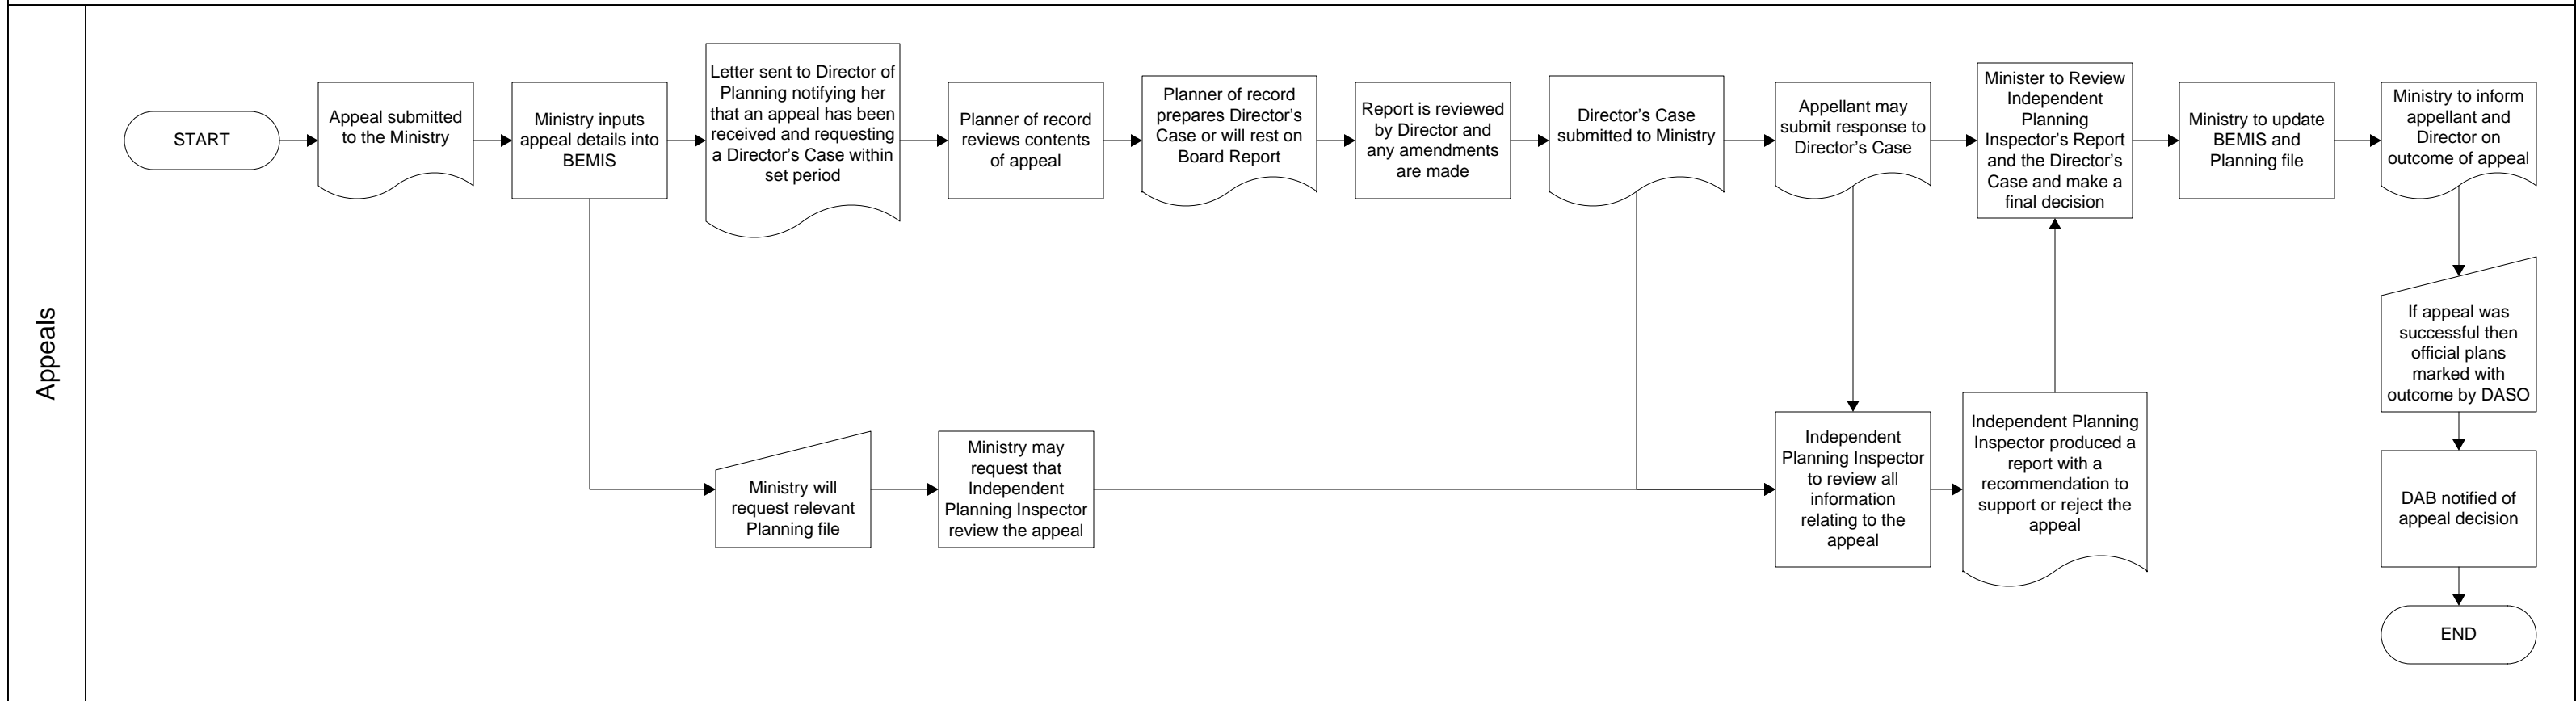 Appeals
START
Appeal submitted
to the Ministry
Ministry inputs
appeal details into
BEMIS
Letter sent to Director of
Planning notifying her
that an appeal has been
received and requesting
a Director's Case within
set period
Planner of record
reviews contents
of appeal
Planner of record
prepares Director's
Case or will rest on
Board Report
Report is reviewed
by Director and
any amendments
are made
Director's Case
submitted to Ministry
Appellant may
submit response to
Director's Case
Minister to Review
Independent
Planning
Inspector's Report
and the Director's
Case and make a
final decision
Ministry to update
BEMIS and
Planning file
Ministry to inform
appellant and
Director on
outcome of appeal
If appeal was
successful then
official plans
marked with
outcome by DASO
Ministry will
request relevant
Planning file
Ministry may
request that
Independent
Planning Inspector
review the appeal
Independent
Planning Inspector
to review all
information
relating to the
appeal
Independent Planning
Inspector produced a
report with a
recommendation to
support or reject the
appeal
DAB notified of
appeal decision
END